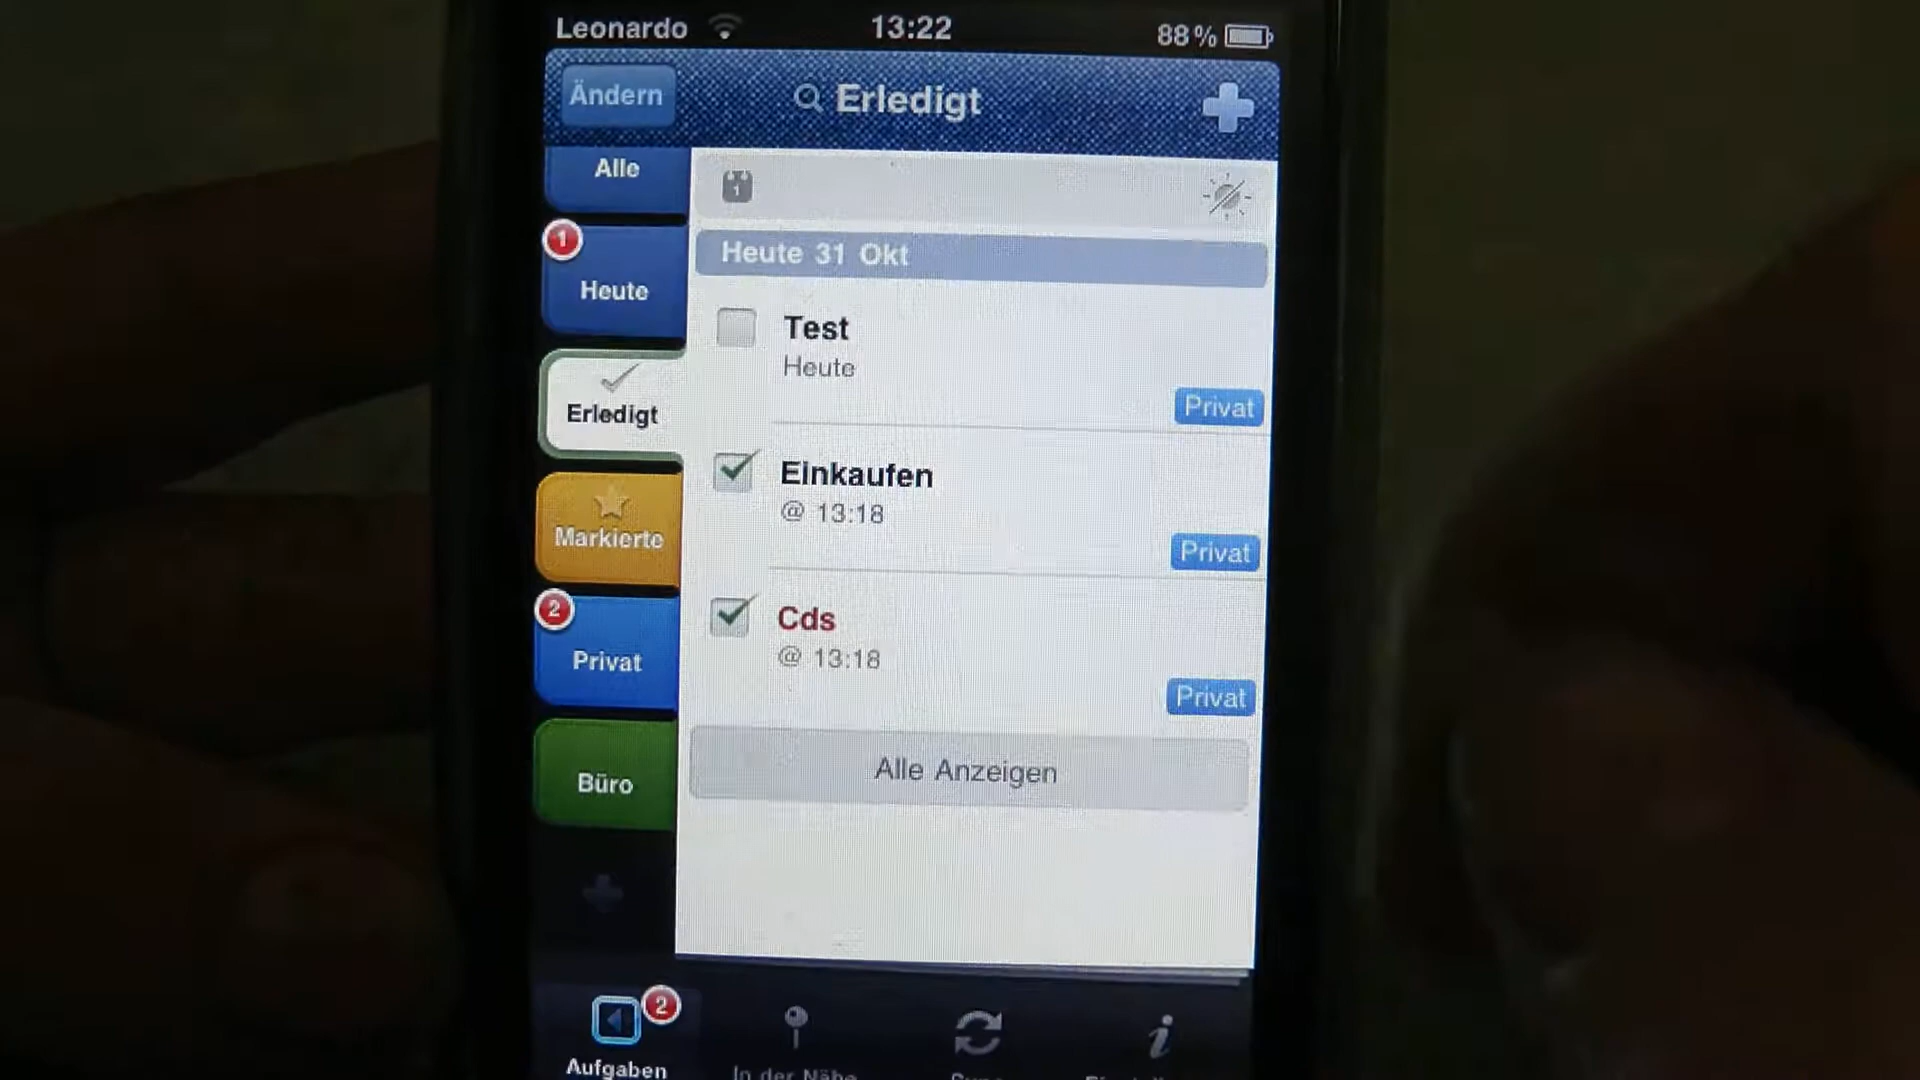 Leonardo 13:22 88%
Ändern Erledigt
Alle
1
Heute 31 Okt
1
Heute
Test
Heute
Privat
Erledigt
Einkaufen
@ 13:18
Privat
Markierte
Cds
@ 13:18
Privat
2
Privat
Alle Anzeigen
Büro
2
Aufgaben
In der Nähe